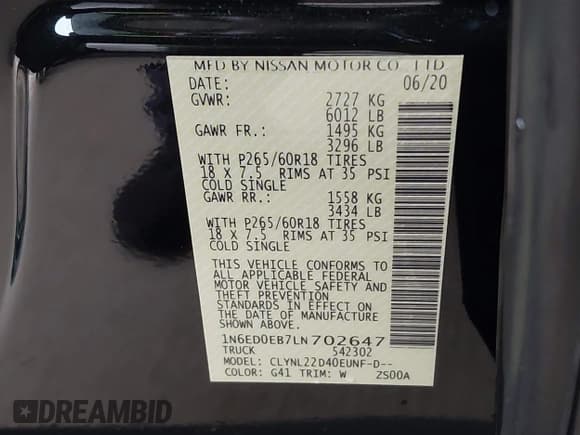 MFD BY NISSAN MOTOR CO., LTD
DATE: 06/20
GVWR: 2727 KG
6012 LB
GAWR FR.: 1495 KG
3296 LB
WITH P265/60R18 TIRES
18 X 7.5 RIMS AT 35 PSI
COLD SINGLE
GAWR RR.: 1558 KG
3434 LB
WITH P265/60R18 TIRES
18 X 7.5 RIMS AT 35 PSI
COLD SINGLE
THIS VEHICLE CONFORMS TO
ALL APPLICABLE FEDERAL
MOTOR VEHICLE SAFETY AND
THEFT PREVENTION
STANDARDS IN EFFECT ON
THE DATE OF MANUFACTURE
SHOWN ABOVE.
1N6ED0EB7LN702647
TRUCK 542302
MODEL: CLYNL22D40EUNF-D--
COLOR: G41 TRIM: W ZS00A
DREAMBID